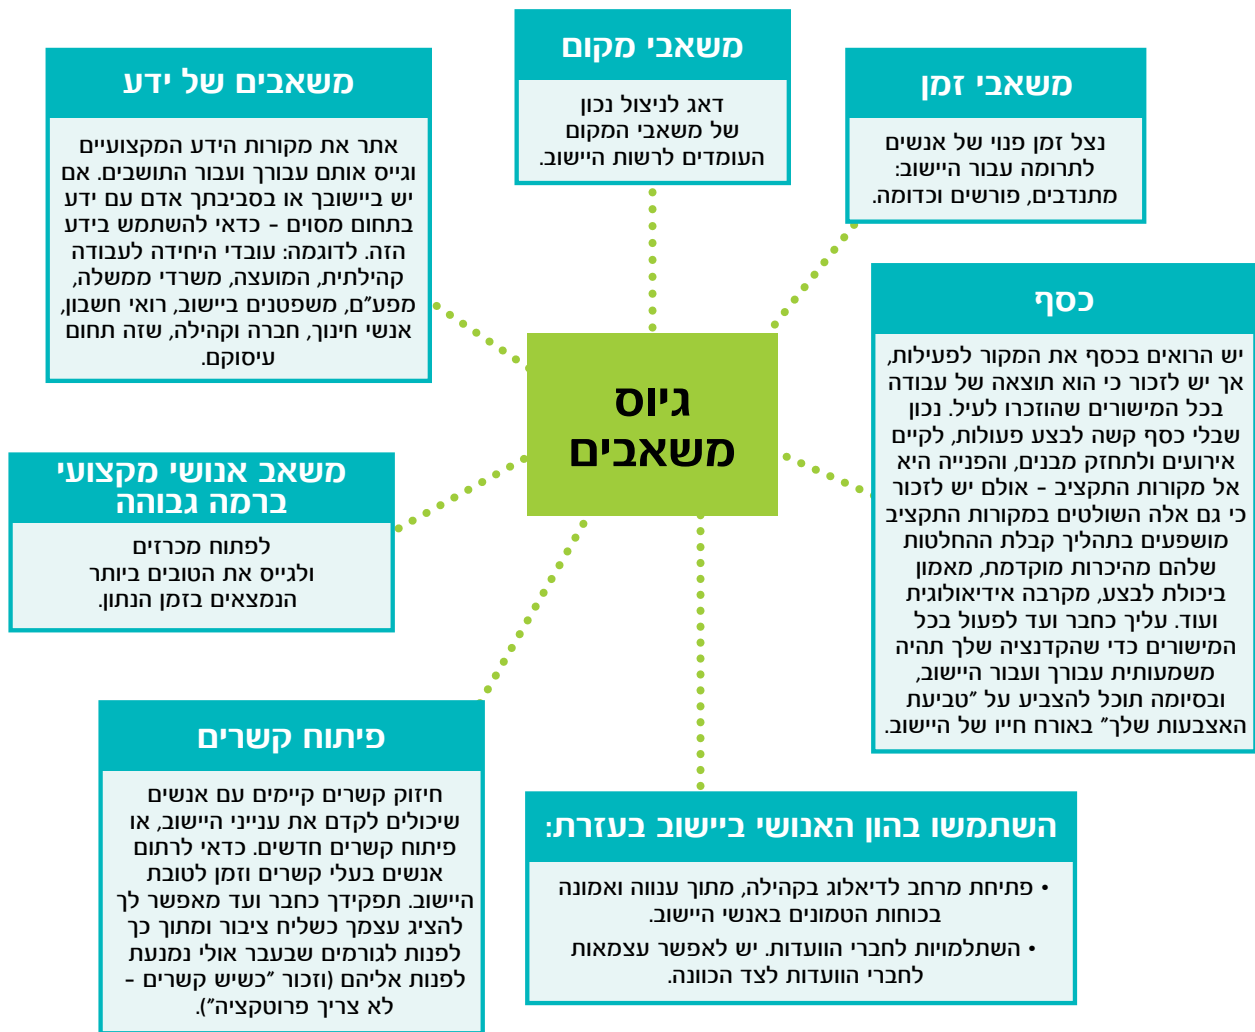 משאבי זמן
נצל זמן פנוי של אנשים
לתרומה עבור היישוב:
מתנדבים, פורשים וכדומה.
משאבי מקום
דאג לניצול נכון
של משאבי המקום
העומדים לרשות היישוב.
משאבים של ידע
אתר את מקורות הידע המקצועיים
וגייס אותם עבורך ועבור התושבים. אם
יש ביישובך או בסביבתך אדם עם ידע
בתחום מסוים – כדאי להשתמש בידע
הזה. לדוגמה: עובדי היחידה לעבודה
קהילתית, המועצה, משרדי ממשלה,
מפע"ם, משפטנים ביישוב, רואי חשבון,
אנשי חינוך, חברה וקהילה, שזה תחום
עיסוקם.
כסף
יש הרואים בכסף את המקור לפעילות,
אך יש לזכור כי הוא תוצאה של עבודה
בכל המישורים שהוזכרו לעיל. נכון
שבלי כסף קשה לבצע פעולות, לקיים
אירועים ולתחזק מבנים, והפנייה היא
אל מקורות התקציב – אולם יש לזכור
כי גם אלה השולטים במקורות התקציב
מושפעים בתהליך קבלת ההחלטות
שלהם מהיכרות מוקדמת, מאמון
ביכולת לבצע, מקרבה אידיאולוגית
ועוד. עליך כחבר ועד לפעול בכל
המישורים כדי שהקדנציה שלך תהיה
משמעותית עבורך ועבור היישוב,
ובסיומה תוכל להצביע על "טביעת
האצבעות שלך" באורח חייו של היישוב.
גיוס
משאבים
משאב אנושי מקצועי
ברמה גבוהה
לפתוח מכרזים
ולגייס את הטובים ביותר
הנמצאים בזמן הנתון.
פיתוח קשרים
חיזוק קשרים קיימים עם אנשים
שיכולים לקדם את ענייני היישוב, או
פיתוח קשרים חדשים. כדאי לרתום
אנשים בעלי קשרים וזמן לטובת
היישוב. תפקידך כחבר ועד מאפשר לך
להציג עצמך כשליח ציבור ומתוך כך
לפנות לגורמים שבעבר אולי נמנעת
לפנות אליהם (וזכור "כשיש קשרים –
לא צריך פרוטקציה").
השתמשו בהון האנושי ביישוב בעזרת:
• פתיחת מרחב לדיאלוג בקהילה, מתוך ענווה ואמונה
בכוחות הטמונים באנשי היישוב.
• השתלמויות לחברי הוועדות. יש לאפשר עצמאות
לחברי הוועדות לצד הכוונה.